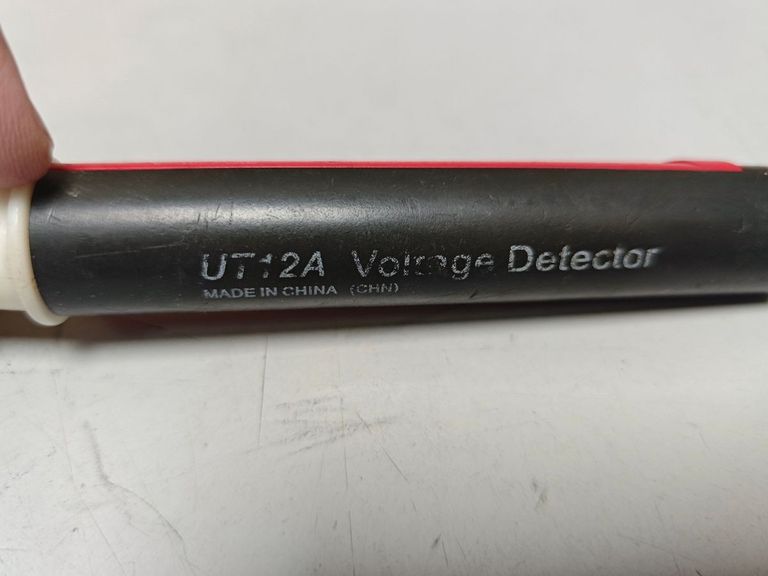 UT12A Voltage Detector
MADE IN CHINA (CHN)